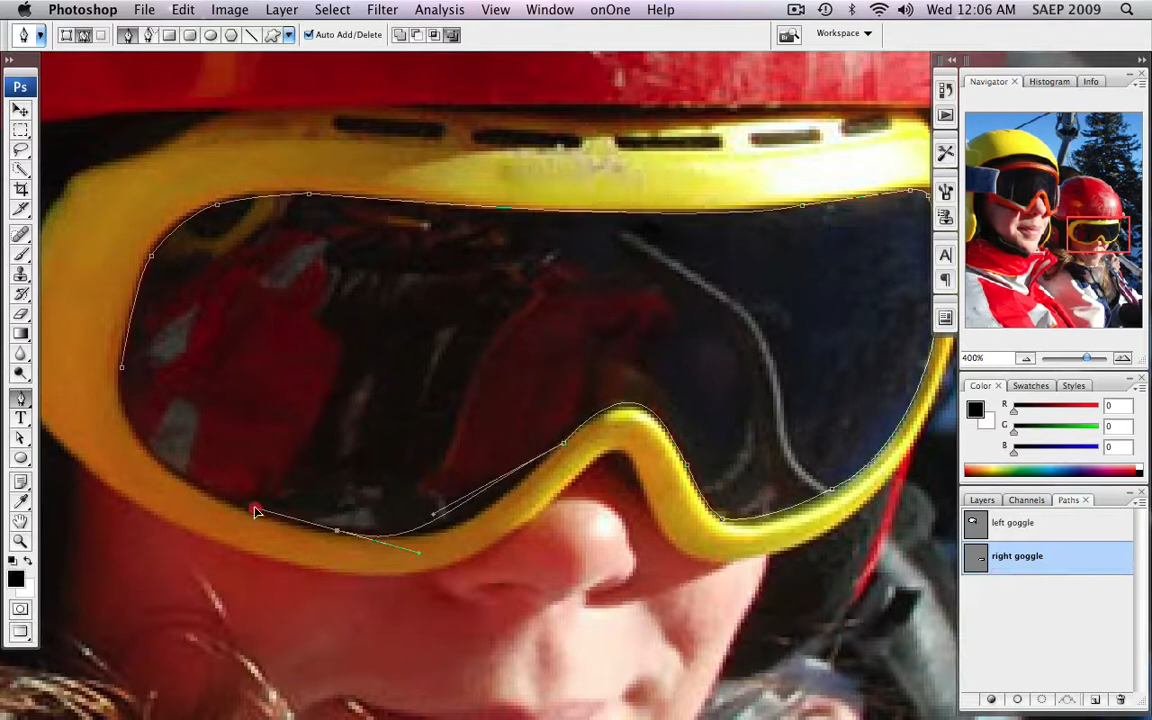 Photoshop File Edit Image Layer Select Filter Analysis View Window onOne Help Wed 12:06 AM SAEP 2009
Auto Add/Delete Workspace
Ps
Navigator Histogram Info
400%
Color Swatches Styles
R 0
G 0
B 0
Layers Channels Paths
left goggle
right goggle
T
A